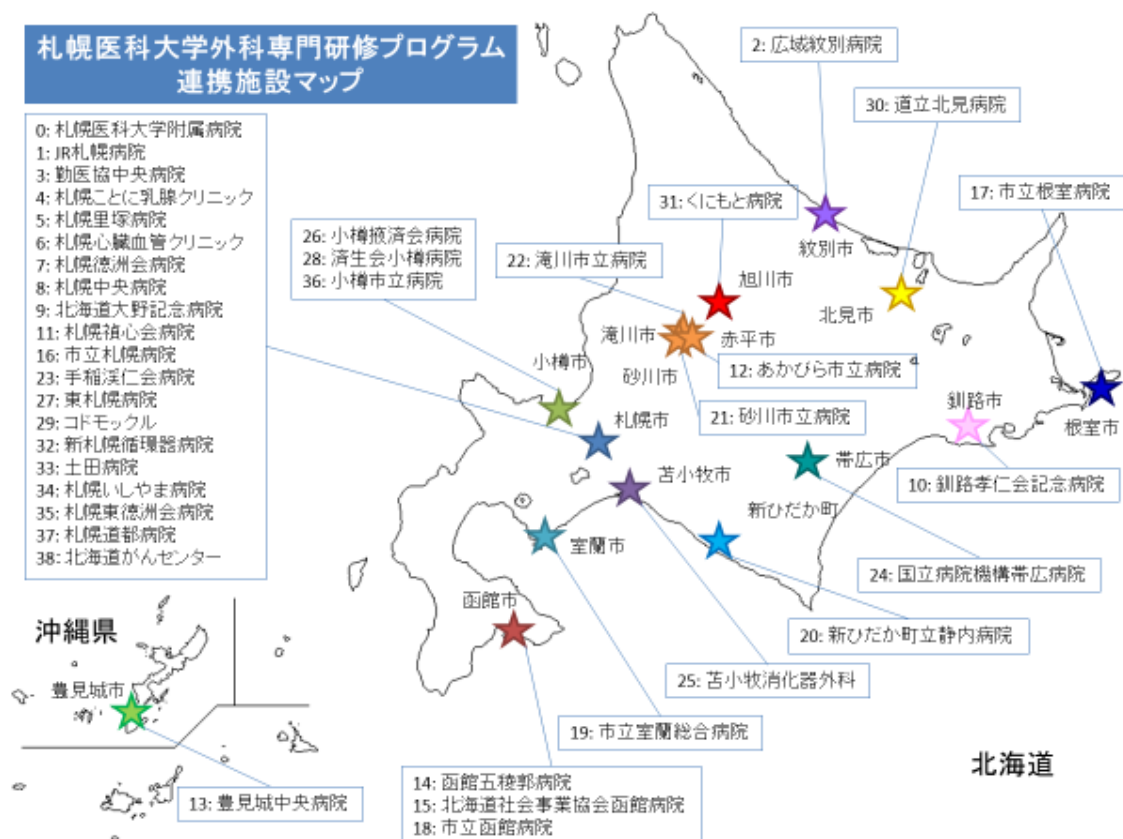 札幌医科大学外科専門研修プログラム
連携施設マップ
0: 札幌医科大学附属病院
1: JR札幌病院
3: 勤医協中央病院
4: 札幌ことに乳腺クリニック
5: 札幌里塚病院
6: 札幌心臓血管クリニック
7: 札幌徳洲会病院
8: 札幌中央病院
9: 北海道大野記念病院
11: 札幌禎心会病院
16: 市立札幌病院
23: 手稲渓仁会病院
27: 東札幌病院
29: コドモックル
32: 新札幌循環器病院
33: 土田病院
34: 札幌いしやま病院
35: 札幌東徳洲会病院
37: 札幌道都病院
38: 北海道がんセンター
26: 小樽掖済会病院
28: 済生会小樽病院
36: 小樽市立病院
22: 滝川市立病院
31: くにもと病院
2: 広域紋別病院
30: 道立北見病院
17: 市立根室病院
紋別市
旭川市
北見市
滝川市
赤平市
砂川市
12: あかびら市立病院
21: 砂川市立病院
小樽市
札幌市
釧路市
根室市
10: 釧路孝仁会記念病院
帯広市
苫小牧市
新ひだか町
室蘭市
24: 国立病院機構帯広病院
函館市
20: 新ひだか町立静内病院
25: 苫小牧消化器外科
19: 市立室蘭総合病院
14: 函館五稜郭病院
15: 北海道社会事業協会函館病院
18: 市立函館病院
沖縄県
豊見城市
13: 豊見城中央病院
北海道